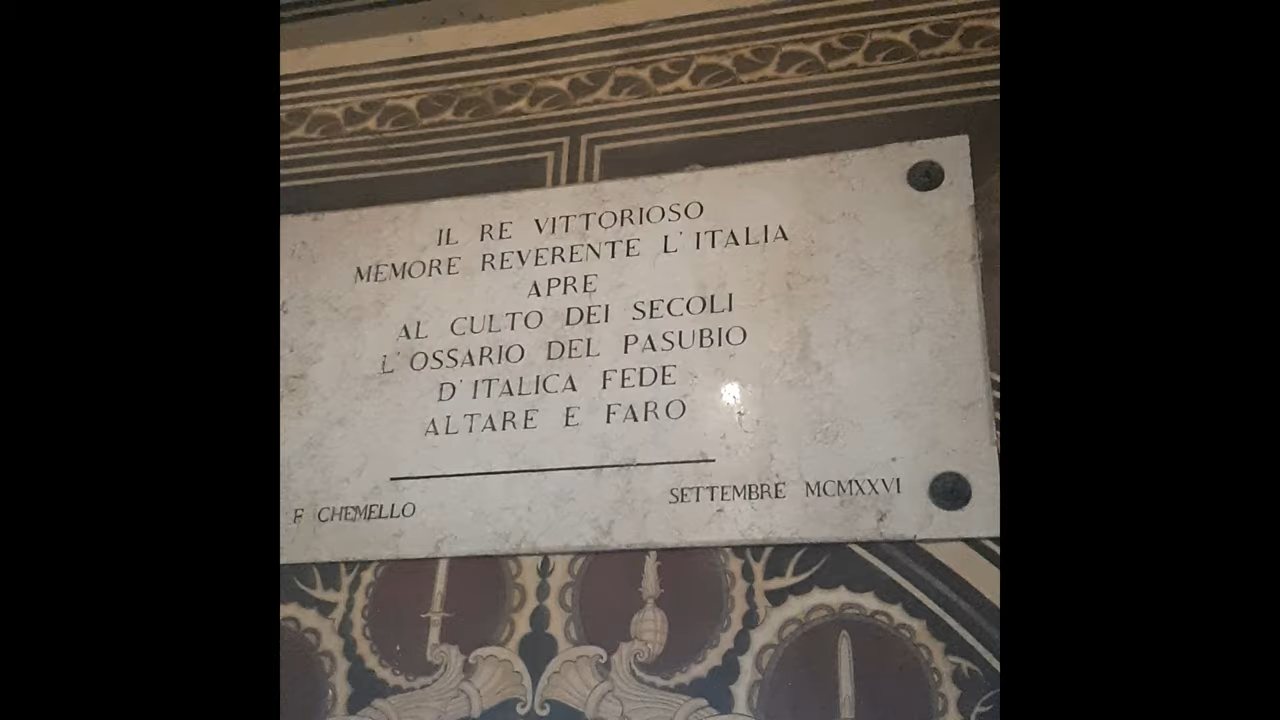 IL RE VITTORIOSO
MEMORE REVERENTE L'ITALIA
APRE
AL CULTO DEI SECOLI
L'OSSARIO DEL PASUBIO
D'ITALICA FEDE
ALTARE E FARO
F CHEMELLO
SETTEMBRE MCMXXVI